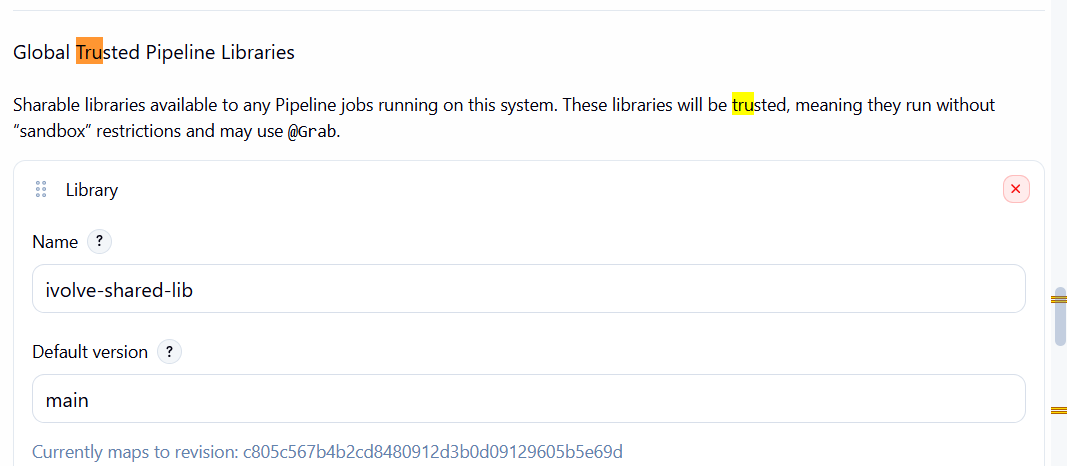 Global Trusted Pipeline Libraries
Sharable libraries available to any Pipeline jobs running on this system. These libraries will be trusted, meaning they run without
“sandbox” restrictions and may use @Grab.
Library
Name ?
ivolve-shared-lib
Default version ?
main
Currently maps to revision: c805c567b4b2cd8480912d3b0d09129605b5e69d